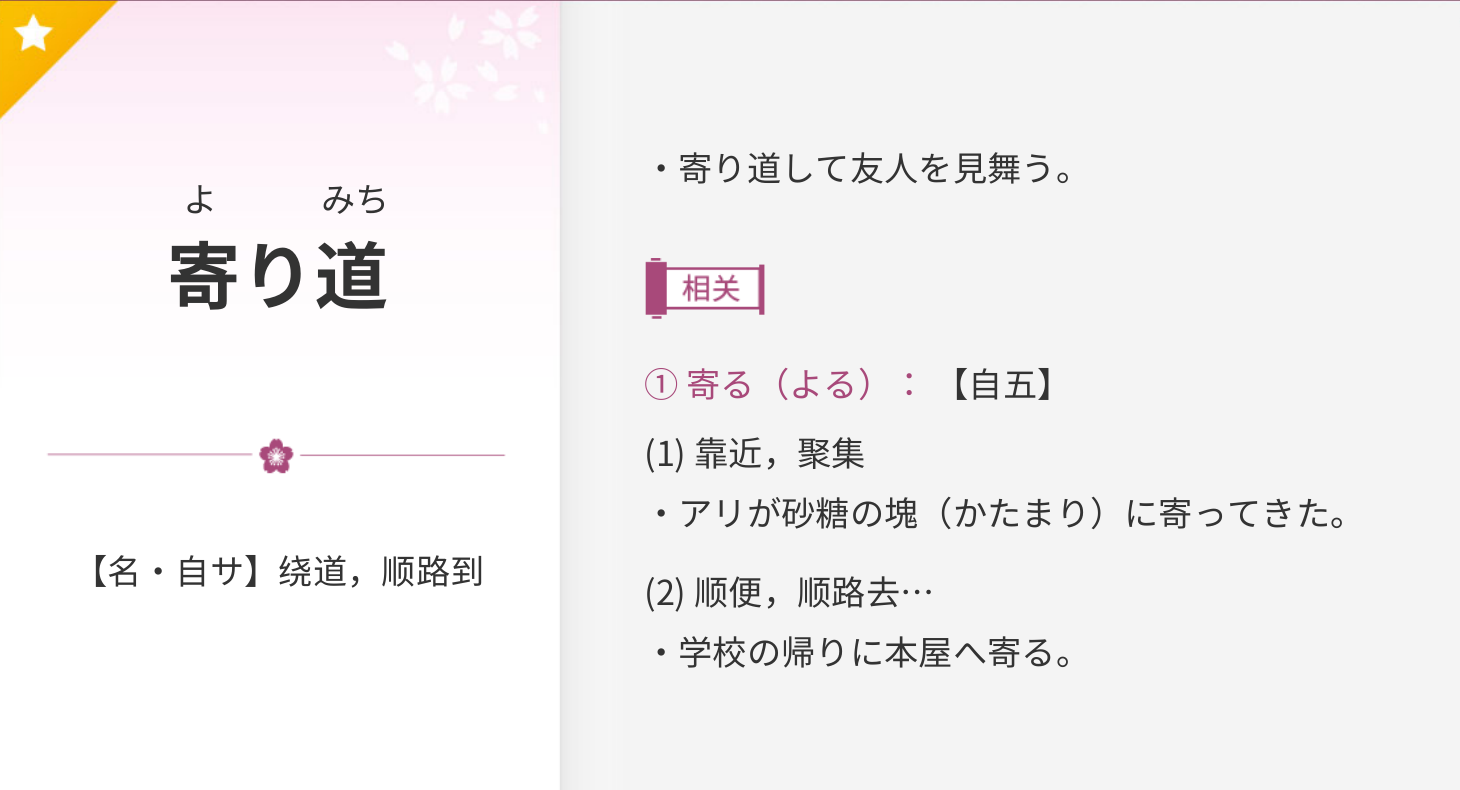 よ みち
寄り道
【名・自サ】绕道，顺路到
・寄り道して友人を見舞う。
相关
① 寄る（よる）： 【自五】
(1) 靠近，聚集
・アリが砂糖の塊（かたまり）に寄ってきた。
(2) 顺便，顺路去…
・学校の帰りに本屋へ寄る。